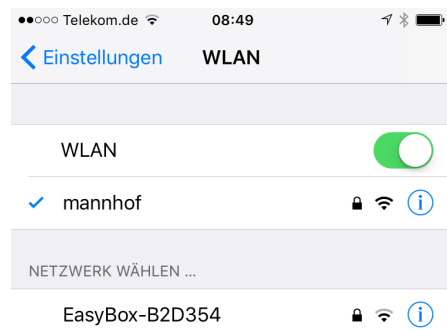 Telekom.de 08:49
Einstellungen WLAN
WLAN
mannhof
NETZWERK WÄHLEN ...
EasyBox-B2D354